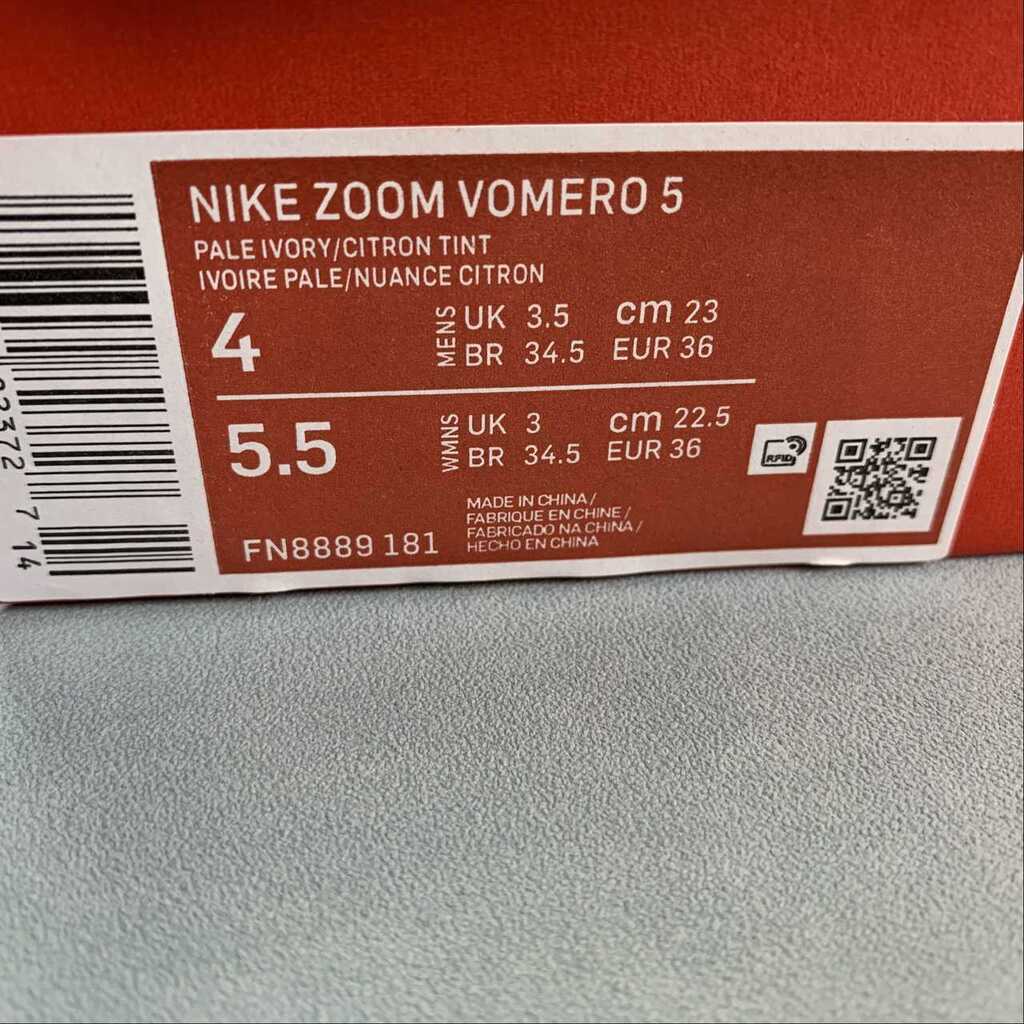 NIKE ZOOM VOMERO 5
PALE IVORY/CITRON TINT
IVOIRE PALE/NUANCE CITRON
4
MENS
UK 3.5 cm 23
BR 34.5 EUR 36
5.5
WMNS
UK 3 cm 22.5
BR 34.5 EUR 36
RFID
MADE IN CHINA /
FABRIQUE EN CHINE /
FABRICADO NA CHINA /
HECHO EN CHINA
FN8889 181
2372 7 14